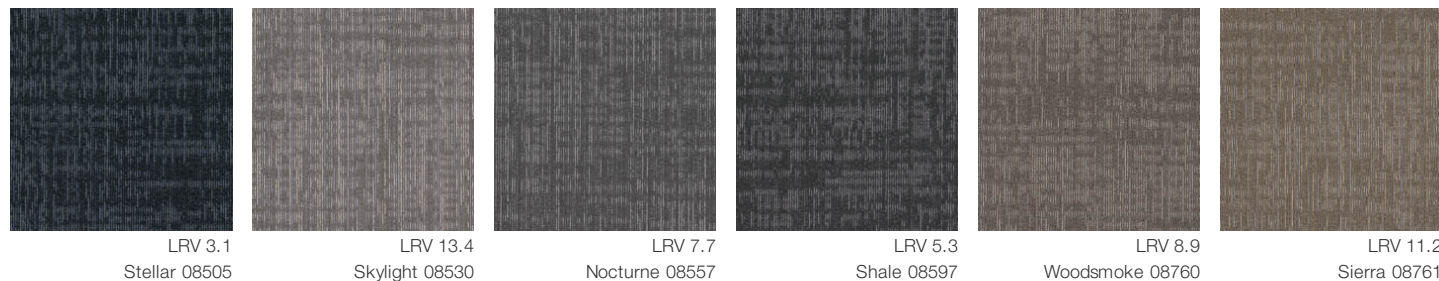 LRV 3.1
Stellar 08505
LRV 13.4
Skylight 08530
LRV 7.7
Nocturne 08557
LRV 5.3
Shale 08597
LRV 8.9
Woodsmoke 08760
LRV 11.2
Sierra 08761